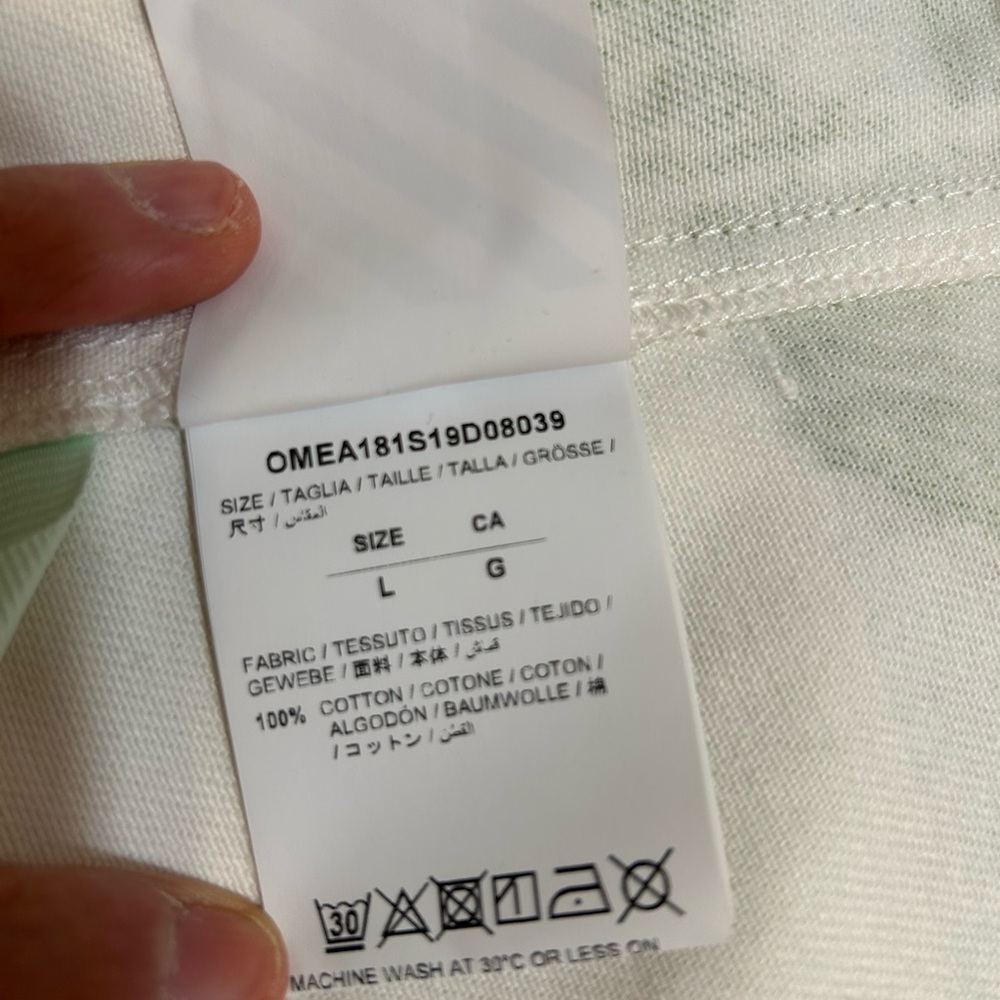 OMEA181S19D08039
SIZE / TAGLIA / TAILLE / TALLA / GRÖSSE /
尺寸 / المقاس
SIZE CA
L G
FABRIC / TESSUTO / TISSUS / TEJIDO /
GEWEBE / 面料 / 本体 / قماش
100% COTTON / COTONE / COTON /
ALGODÓN / BAUMWOLLE / 棉
/ コットン / القطن
30
MACHINE WASH AT 30°C OR LESS ON